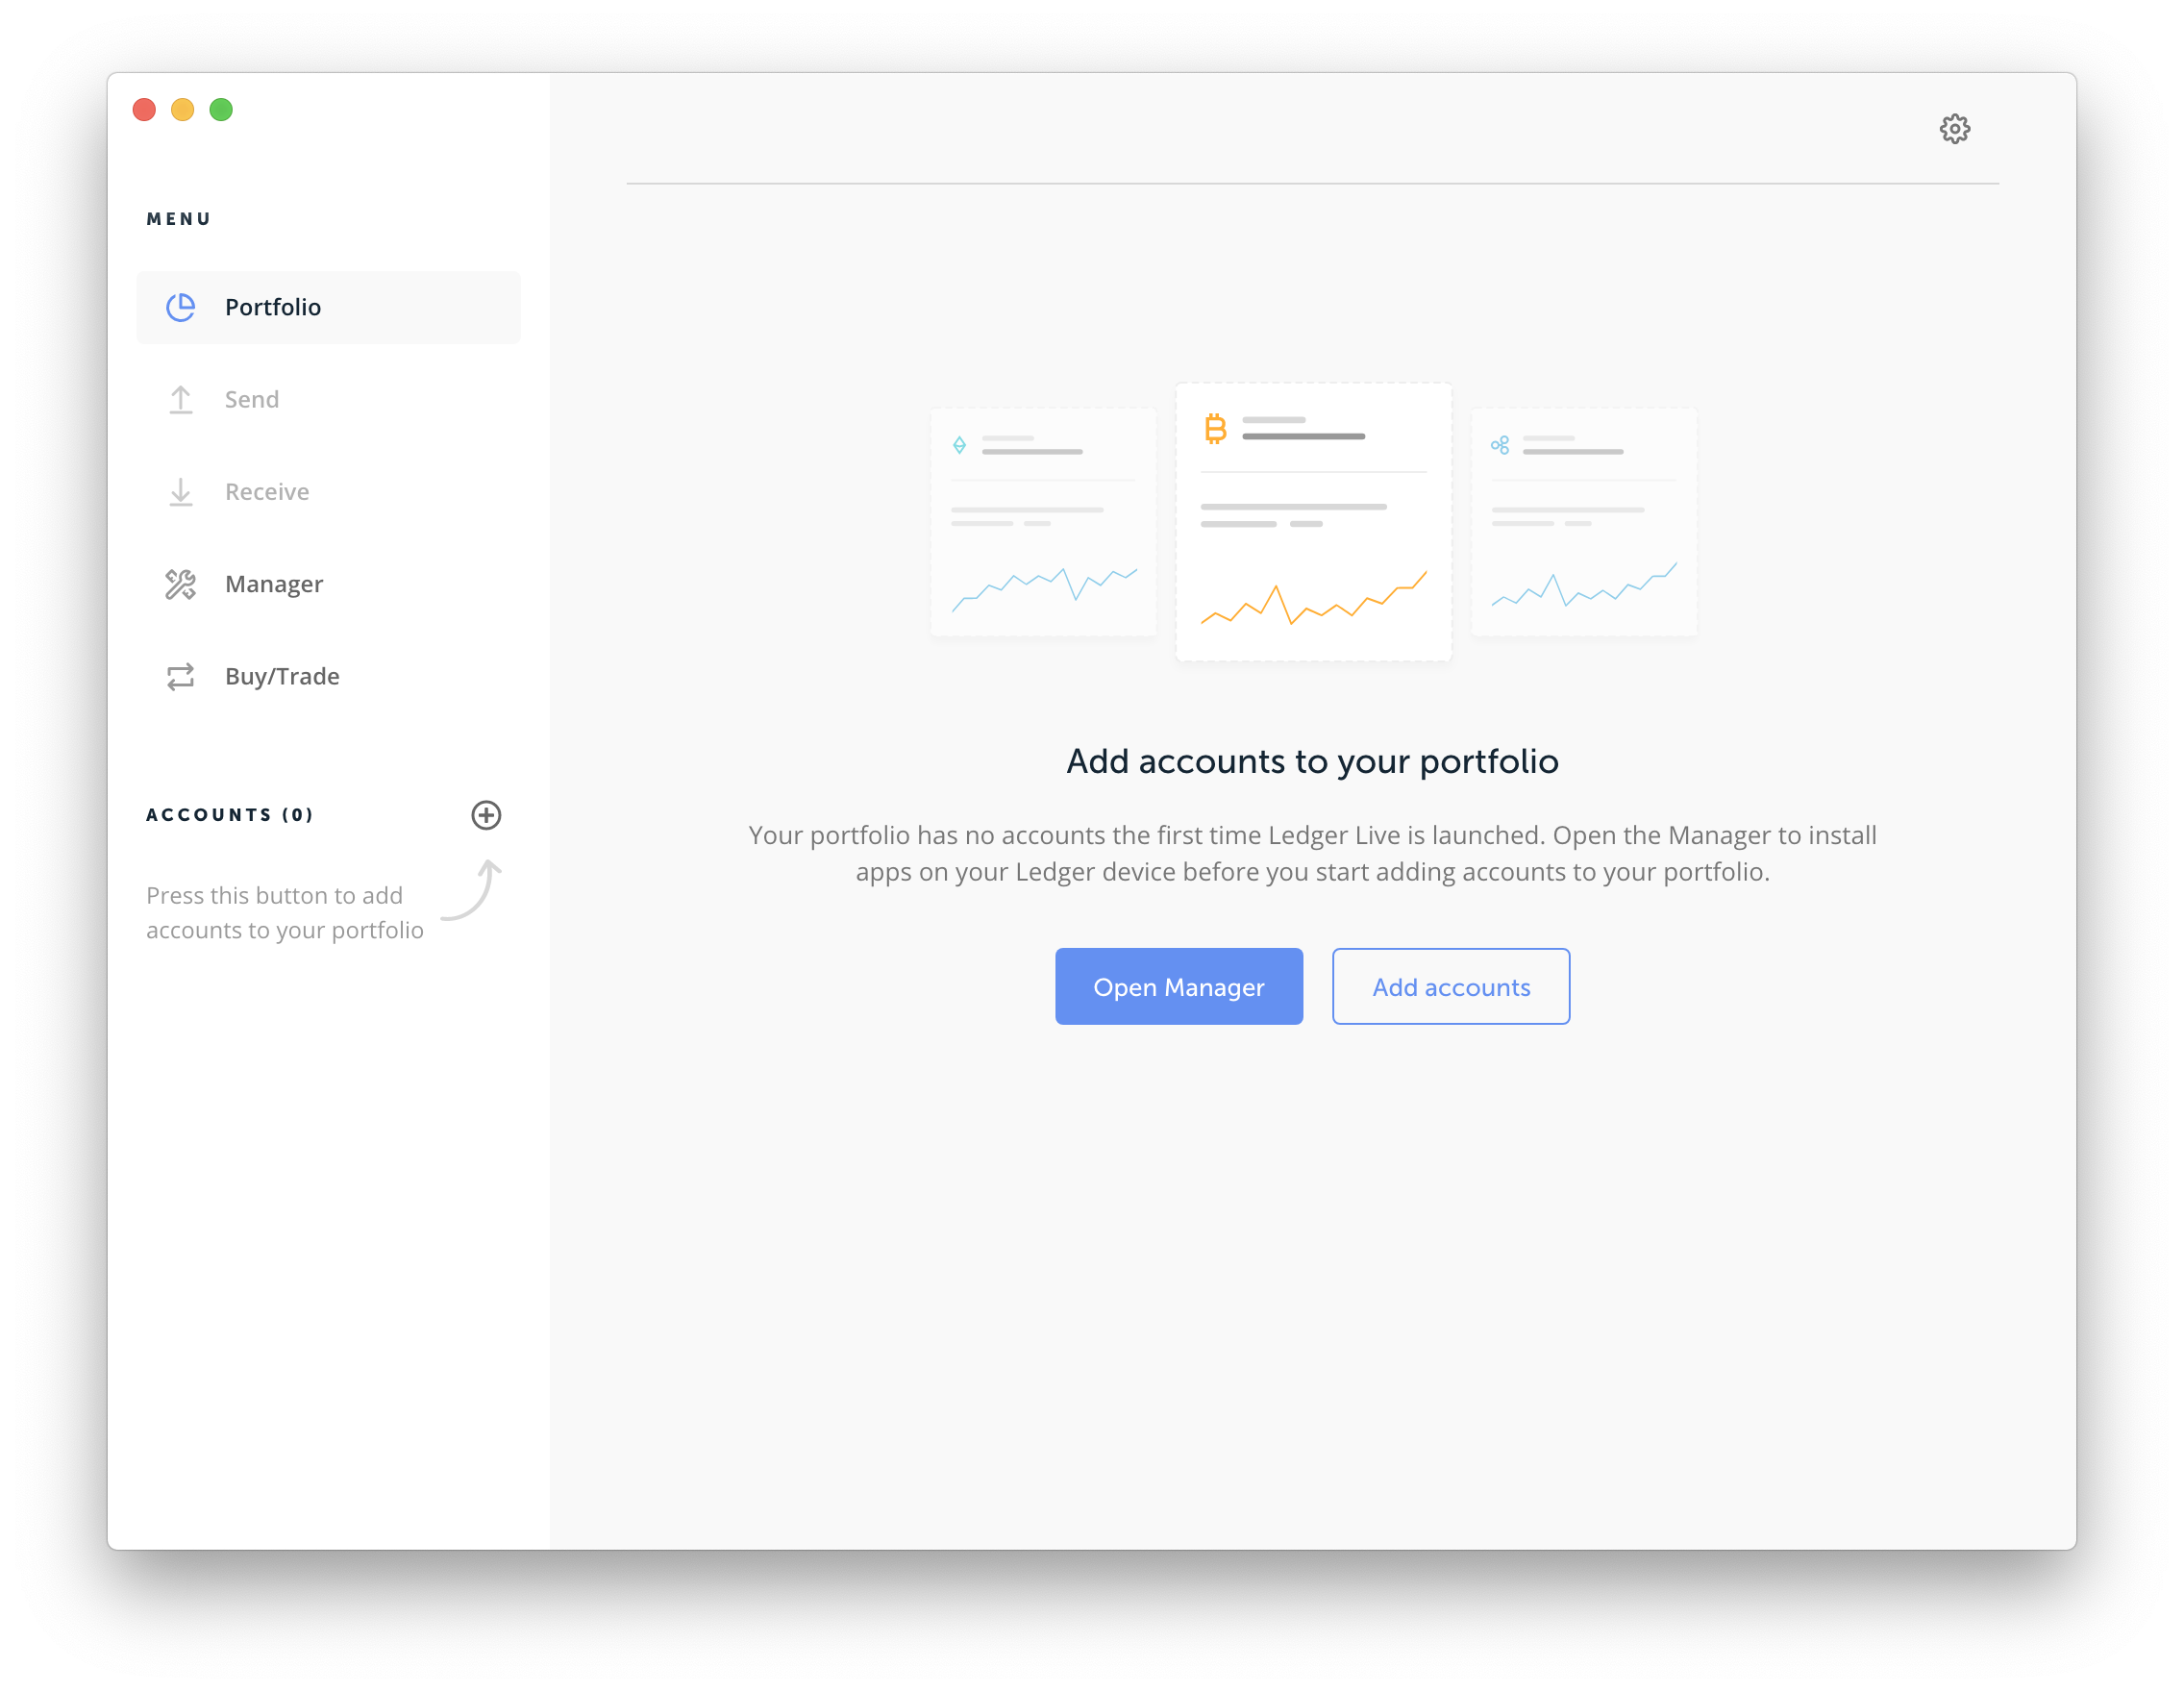 MENU
Portfolio
Send
Receive
Manager
Buy/Trade
ACCOUNTS (0)
Press this button to add
accounts to your portfolio
Add accounts to your portfolio
Your portfolio has no accounts the first time Ledger Live is launched. Open the Manager to install
apps on your Ledger device before you start adding accounts to your portfolio.
Open Manager
Add accounts